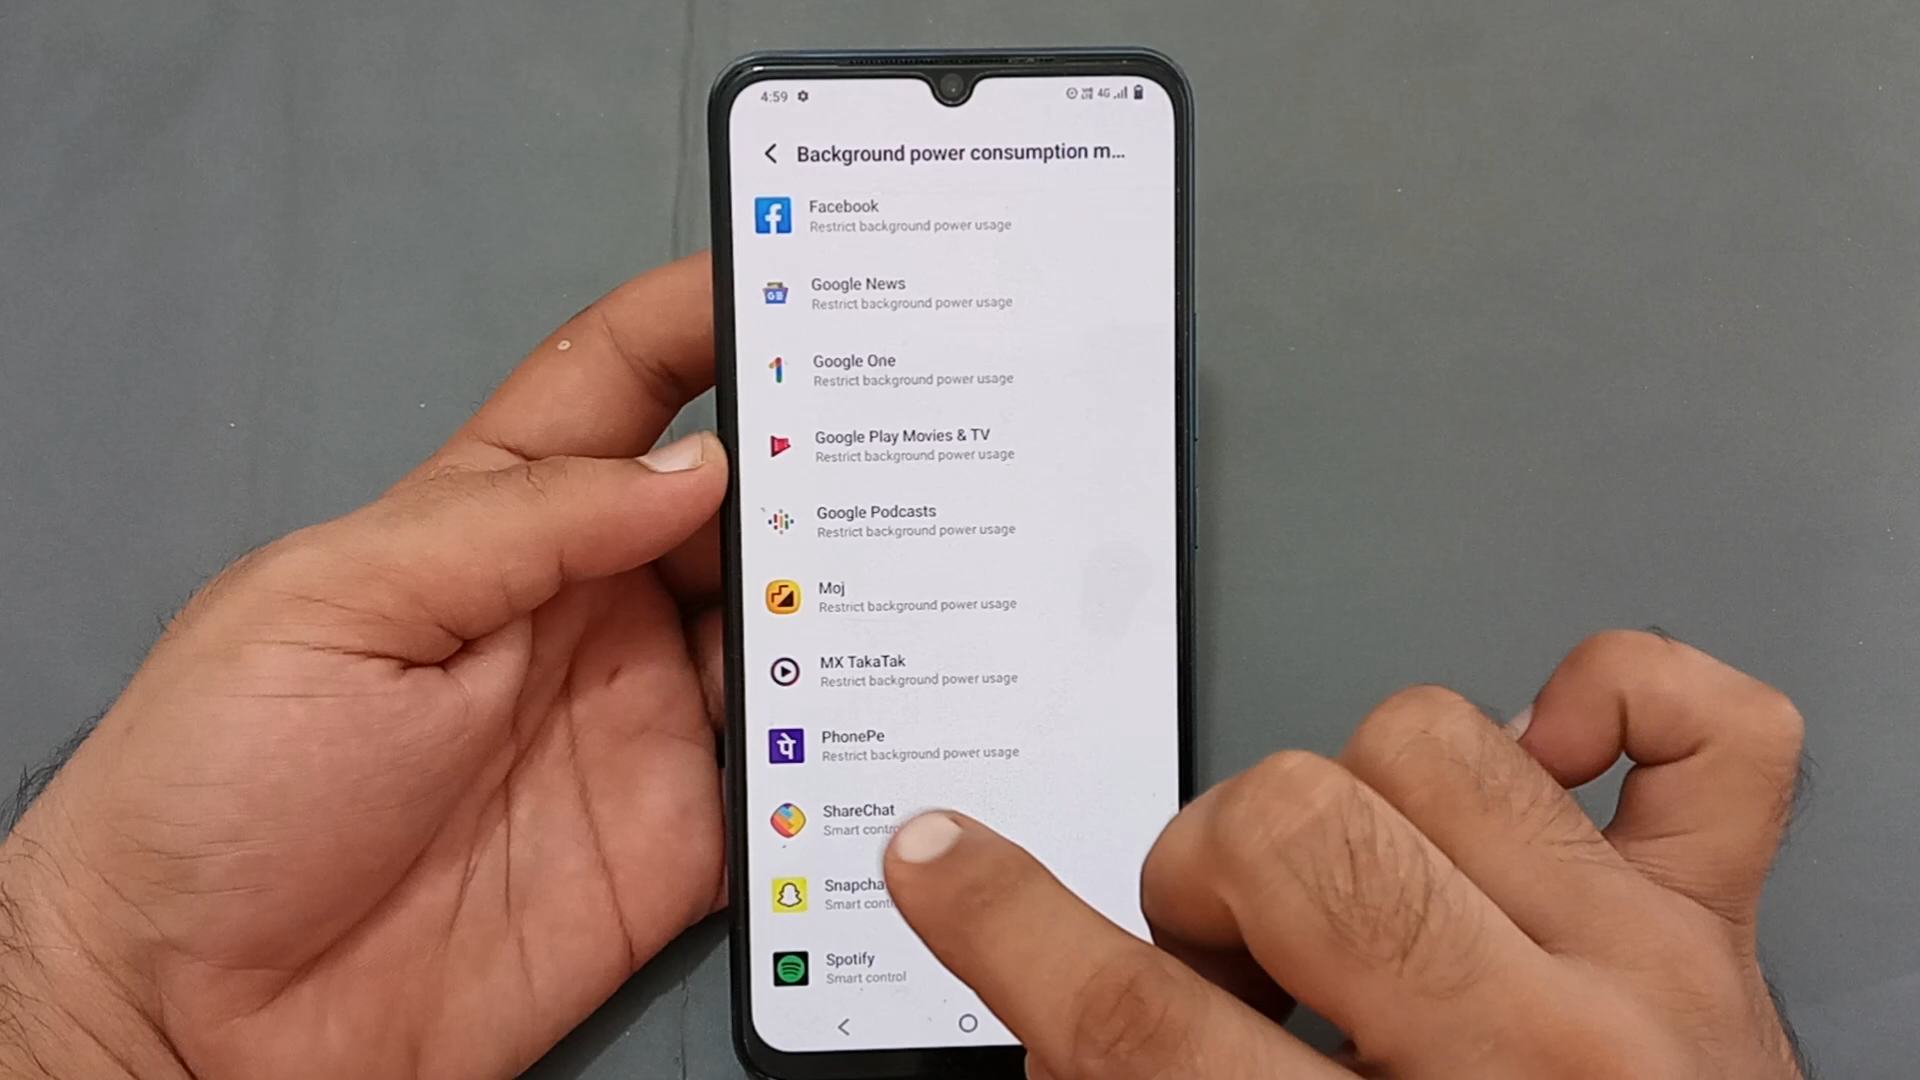 4:59
4G
Background power consumption m...
Facebook
Restrict background power usage
Google News
Restrict background power usage
Google One
Restrict background power usage
Google Play Movies & TV
Restrict background power usage
Google Podcasts
Restrict background power usage
Moj
Restrict background power usage
MX TakaTak
Restrict background power usage
पे
PhonePe
Restrict background power usage
ShareChat
Smart contro
Snapcha
Smart cont
Spotify
Smart control